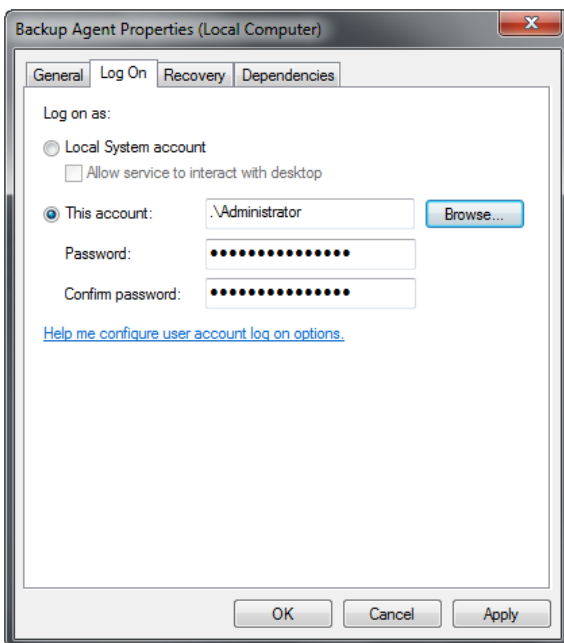 Backup Agent Properties (Local Computer)
General Log On Recovery Dependencies
Log on as:
Local System account
Allow service to interact with desktop
This account: .\Administrator Browse...
Password: ●●●●●●●●●●●●●●●
Confirm password: ●●●●●●●●●●●●●●●
Help me configure user account log on options.
OK Cancel Apply